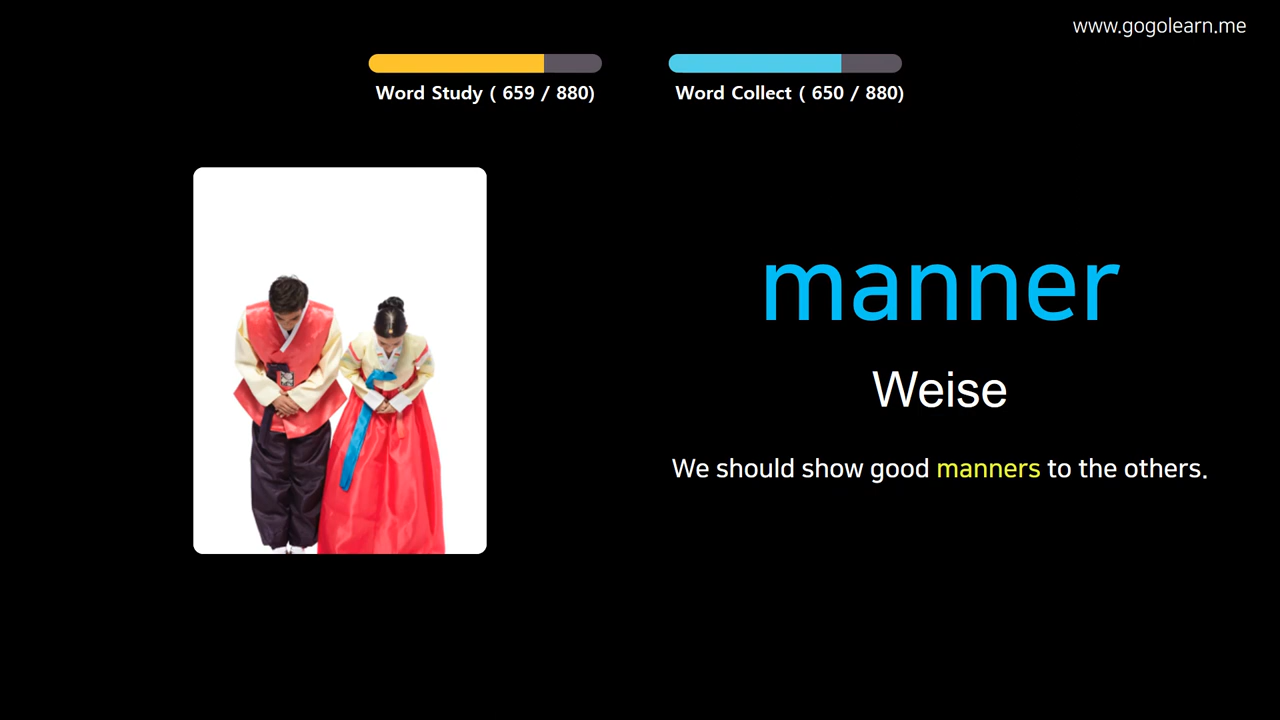 www.gogolearn.me
Word Study ( 659 / 880)
Word Collect ( 650 / 880)
manner
Weise
We should show good manners to the others.